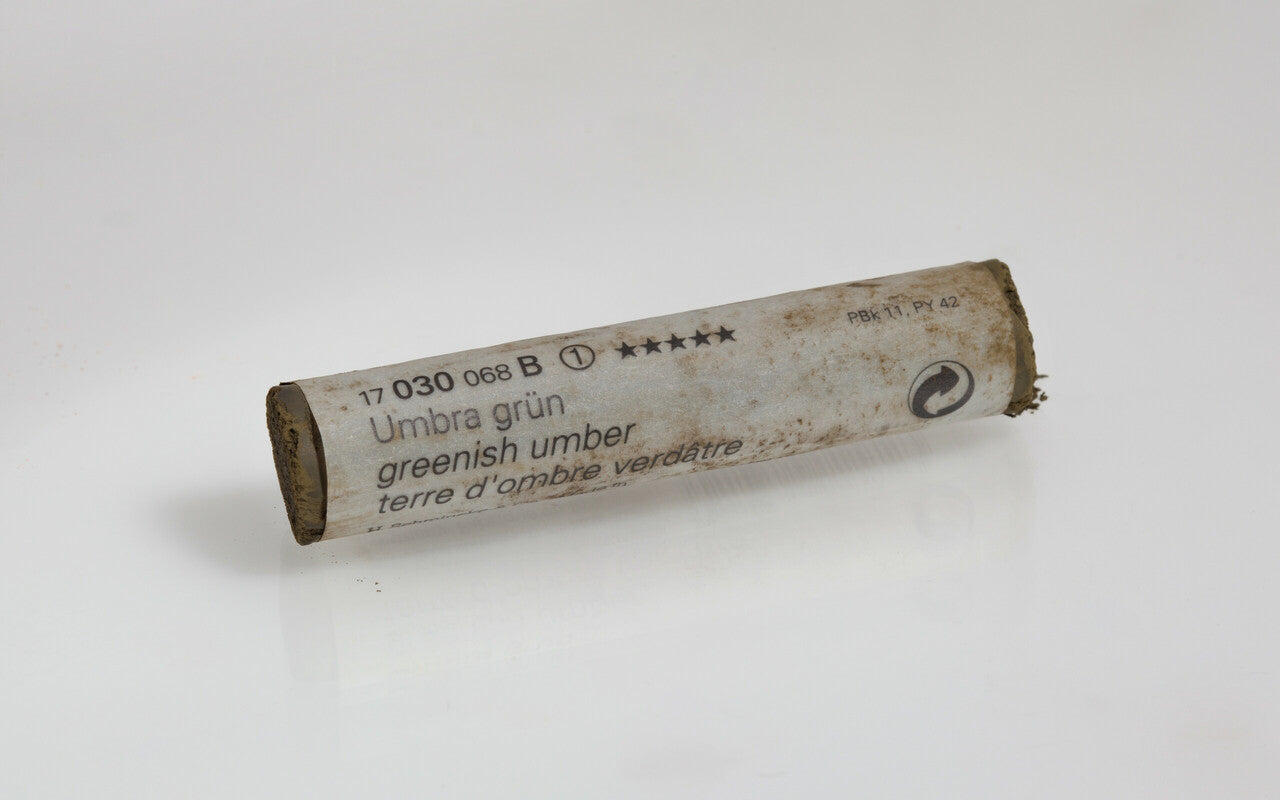 17 030 068 B ① ★★★★★
PBk 11, PY 42
Umbra grün
greenish umber
terre d'ombre verdâtre